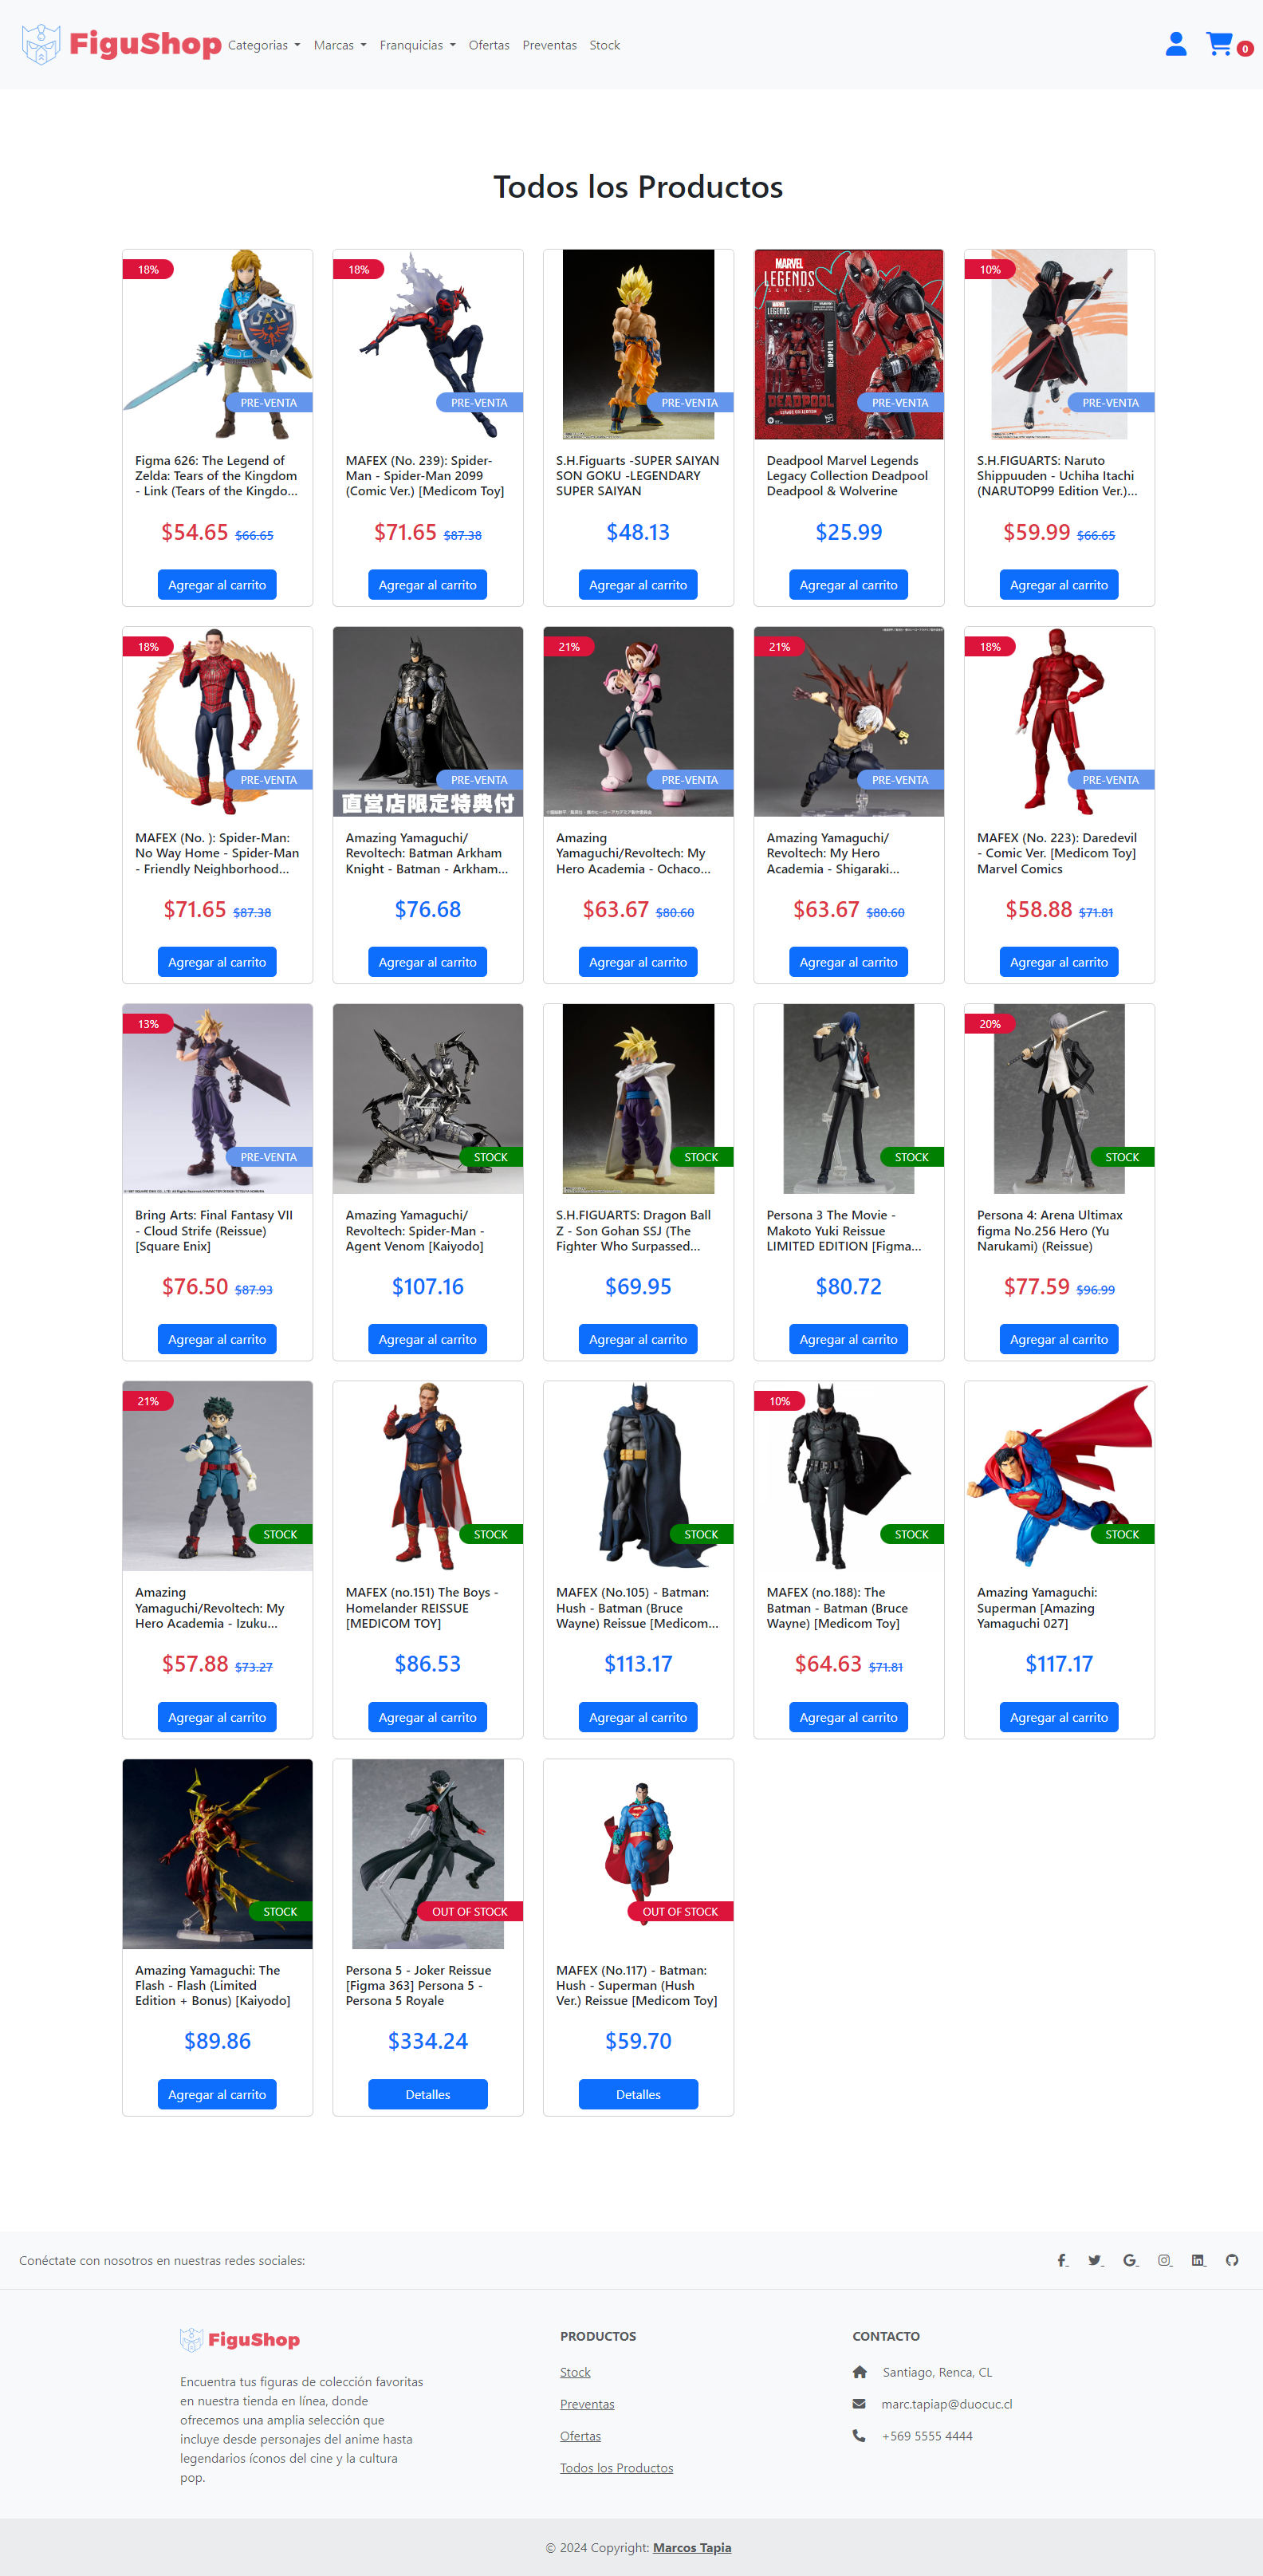 FiguShop Categorias Marcas Franquicias Ofertas Preventas Stock 0
Todos los Productos
18%
PRE-VENTA
Figma 626: The Legend of
Zelda: Tears of the Kingdom
- Link (Tears of the Kingdo...
$54.65 $66.65
Agregar al carrito
18%
PRE-VENTA
MAFEX (No. 239): Spider-
Man - Spider-Man 2099
(Comic Ver.) [Medicom Toy]
$71.65 $87.38
Agregar al carrito
PRE-VENTA
S.H.Figuarts -SUPER SAIYAN
SON GOKU -LEGENDARY
SUPER SAIYAN
$48.13
Agregar al carrito
MARVEL
LEGENDS
SERIES
LEGENDS
DEADPOOL
DEADPOOL
PRE-VENTA
Deadpool Marvel Legends
Legacy Collection Deadpool
Deadpool & Wolverine
$25.99
Agregar al carrito
10%
PRE-VENTA
S.H.FIGUARTS: Naruto
Shippuuden - Uchiha Itachi
(NARUTOP99 Edition Ver.)...
$59.99 $66.65
Agregar al carrito
18%
PRE-VENTA
MAFEX (No. ): Spider-Man:
No Way Home - Spider-Man
- Friendly Neighborhood...
$71.65 $87.38
Agregar al carrito
PRE-VENTA
直営店限定特典付
Amazing Yamaguchi/
Revoltech: Batman Arkham
Knight - Batman - Arkham...
$76.68
Agregar al carrito
21%
PRE-VENTA
Amazing
Yamaguchi/Revoltech: My
Hero Academia - Ochaco...
$63.67 $80.60
Agregar al carrito
21%
PRE-VENTA
Amazing Yamaguchi/
Revoltech: My Hero
Academia - Shigaraki...
$63.67 $80.60
Agregar al carrito
18%
PRE-VENTA
MAFEX (No. 223): Daredevil
- Comic Ver. [Medicom Toy]
Marvel Comics
$58.88 $71.81
Agregar al carrito
13%
PRE-VENTA
Bring Arts: Final Fantasy VII
- Cloud Strife (Reissue)
[Square Enix]
$76.50 $87.93
Agregar al carrito
STOCK
Amazing Yamaguchi/
Revoltech: Spider-Man -
Agent Venom [Kaiyodo]
$107.16
Agregar al carrito
STOCK
S.H.FIGUARTS: Dragon Ball
Z - Son Gohan SSJ (The
Fighter Who Surpassed...
$69.95
Agregar al carrito
STOCK
Persona 3 The Movie -
Makoto Yuki Reissue
LIMITED EDITION [Figma...
$80.72
Agregar al carrito
20%
STOCK
Persona 4: Arena Ultimax
figma No.256 Hero (Yu
Narukami) (Reissue)
$77.59 $96.99
Agregar al carrito
21%
STOCK
Amazing
Yamaguchi/Revoltech: My
Hero Academia - Izuku...
$57.88 $73.27
Agregar al carrito
STOCK
MAFEX (no.151) The Boys -
Homelander REISSUE
[MEDICOM TOY]
$86.53
Agregar al carrito
STOCK
MAFEX (No.105) - Batman:
Hush - Batman (Bruce
Wayne) Reissue [Medicom...
$113.17
Agregar al carrito
10%
STOCK
MAFEX (no.188): The
Batman - Batman (Bruce
Wayne) [Medicom Toy]
$64.63 $71.81
Agregar al carrito
STOCK
Amazing Yamaguchi:
Superman [Amazing
Yamaguchi 027]
$117.17
Agregar al carrito
STOCK
Amazing Yamaguchi: The
Flash - Flash (Limited
Edition + Bonus) [Kaiyodo]
$89.86
Agregar al carrito
OUT OF STOCK
Persona 5 - Joker Reissue
[Figma 363] Persona 5 -
Persona 5 Royale
$334.24
Detalles
OUT OF STOCK
MAFEX (No.117) - Batman:
Hush - Superman (Hush
Ver.) Reissue [Medicom Toy]
$59.70
Detalles
Conéctate con nosotros en nuestras redes sociales:
FiguShop
Encuentra tus figuras de colección favoritas
en nuestra tienda en línea, donde
ofrecemos una amplia selección que
incluye desde personajes del anime hasta
legendarios íconos del cine y la cultura
pop.
PRODUCTOS
Stock
Preventas
Ofertas
Todos los Productos
CONTACTO
Santiago, Renca, CL
marc.tapiap@duocuc.cl
+569 5555 4444
© 2024 Copyright: Marcos Tapia